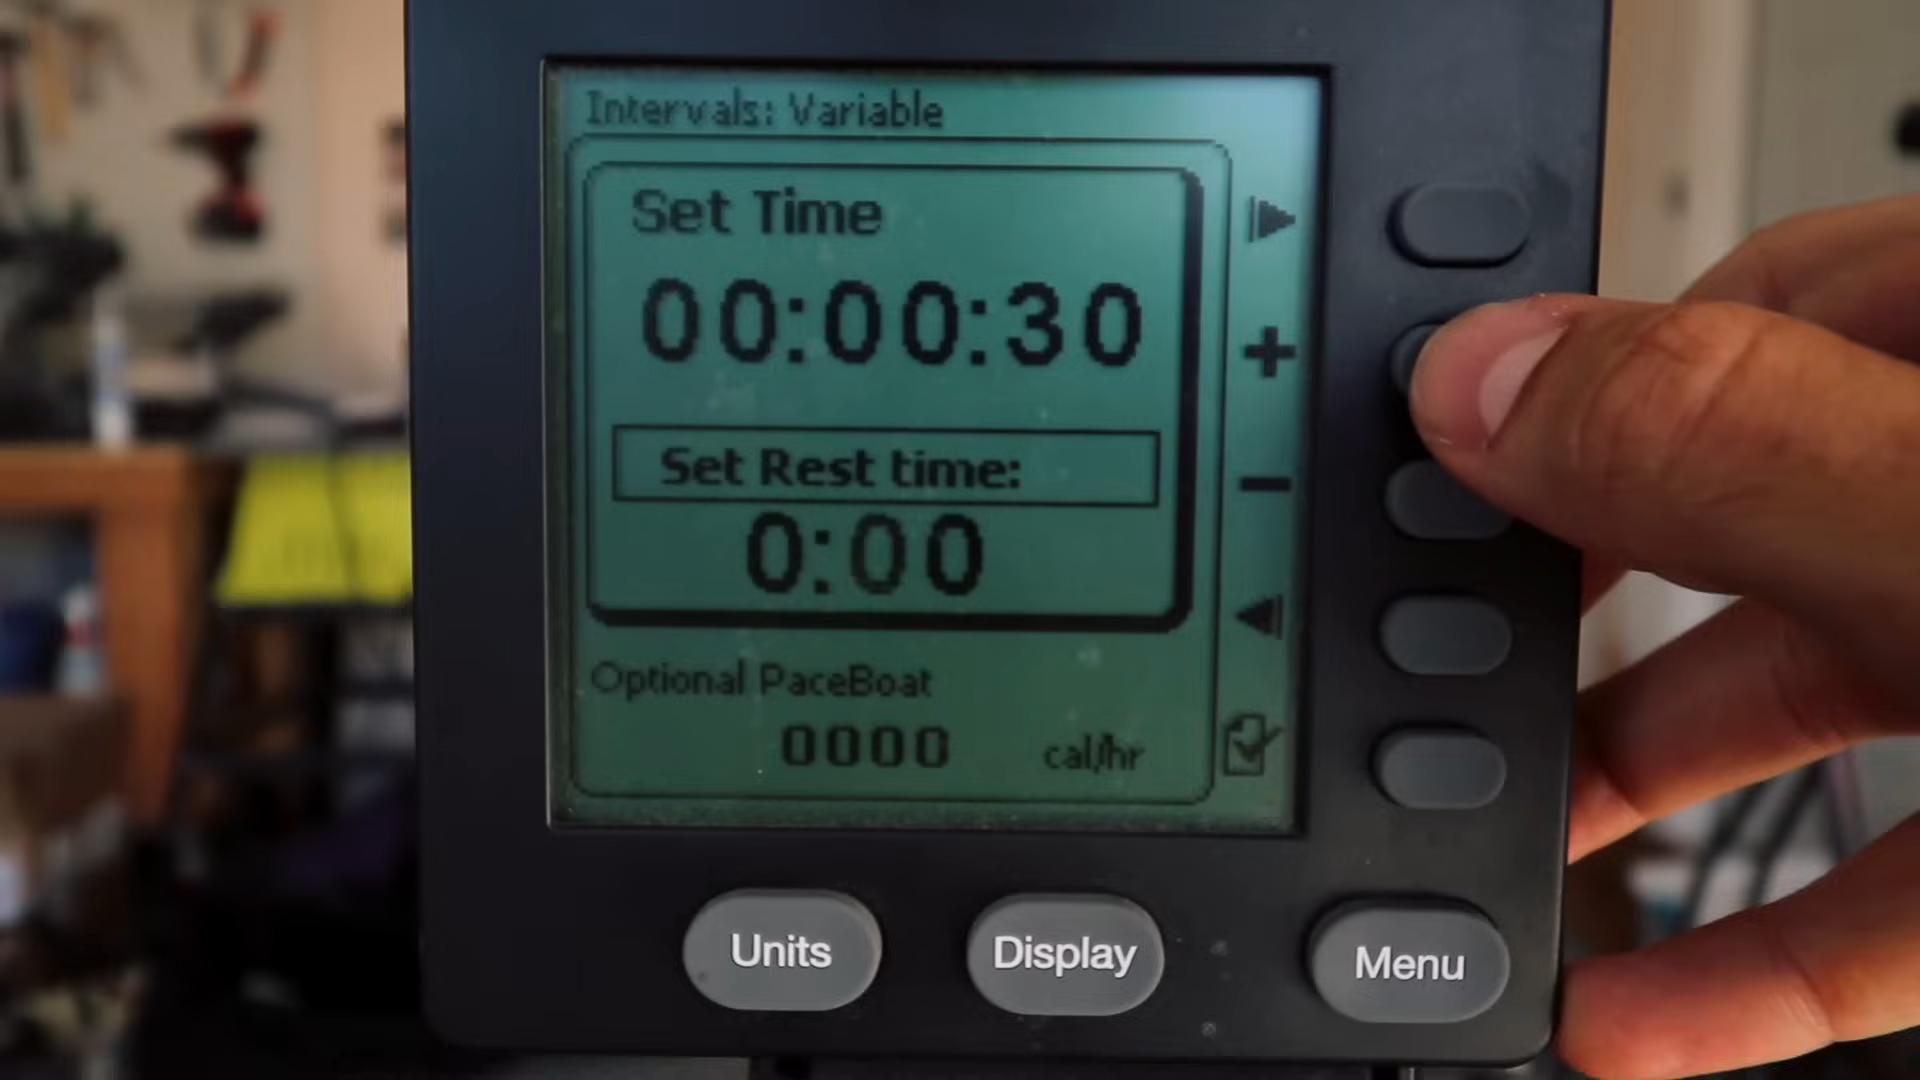 Intervals: Variable
Set Time
00:00:30
Set Rest time:
0:00
Optional PaceBoat
0000 cal/hr
Units Display Menu